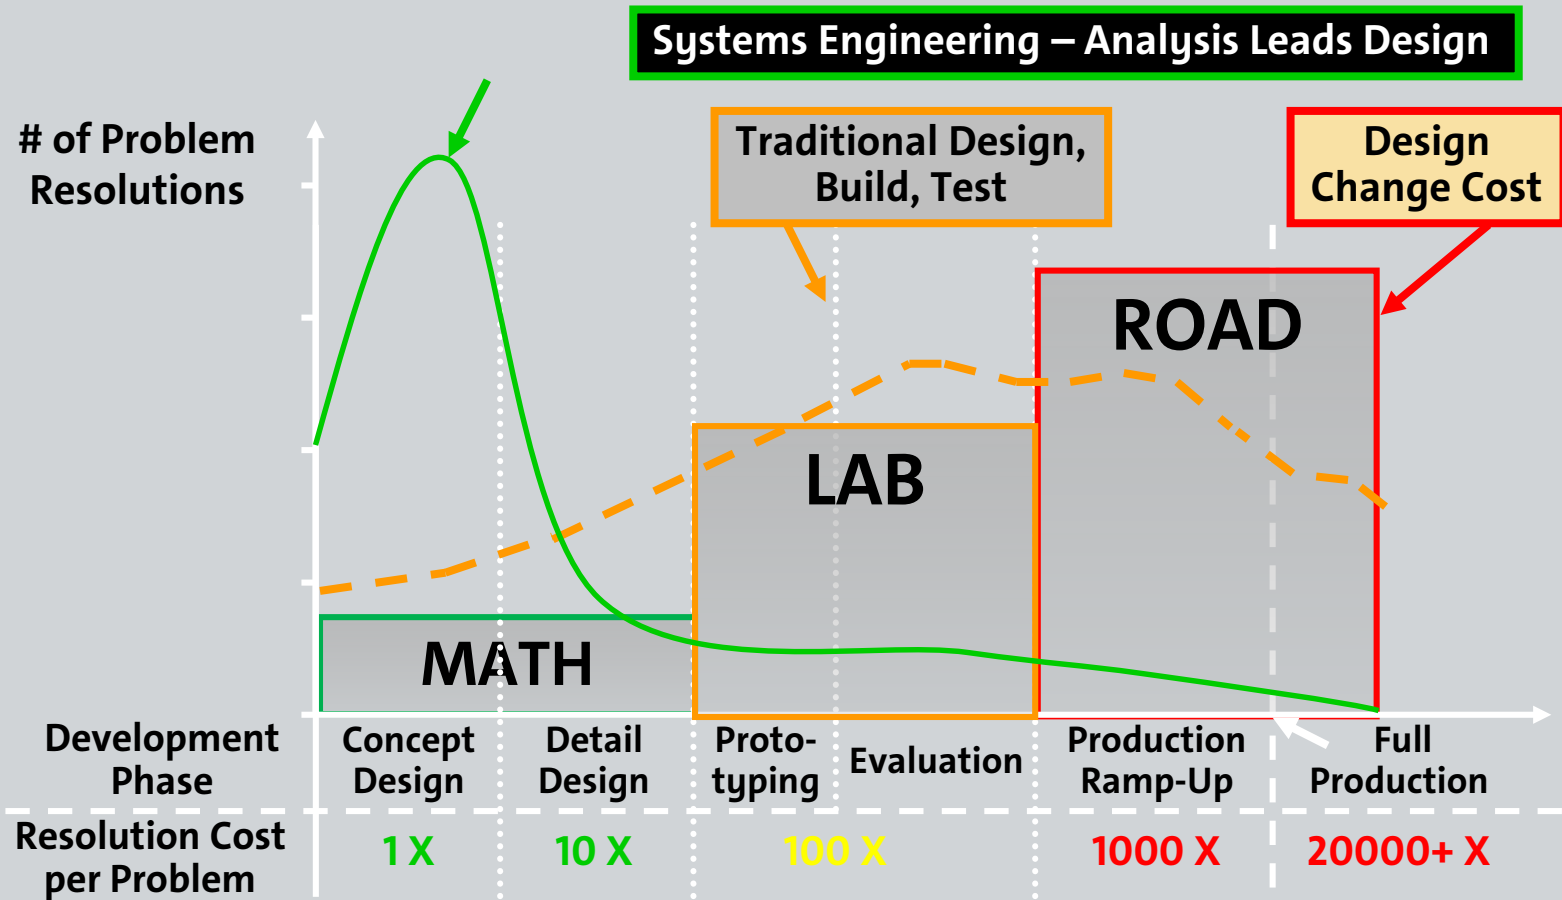 Systems Engineering – Analysis Leads Design
# of Problem
Resolutions
Traditional Design,
Build, Test
Design
Change Cost
ROAD
LAB
MATH
Development
Phase
Concept
Design
Detail
Design
Proto-
typing
Evaluation
Production
Ramp-Up
Full
Production
Resolution Cost
per Problem
1 X
10 X
100 X
1000 X
20000+ X